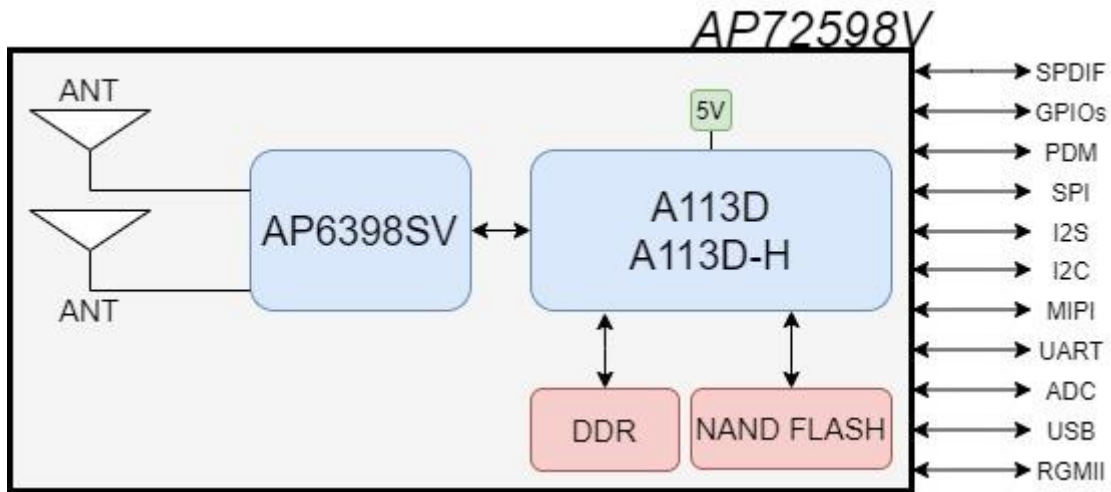 AP72598V
ANT
ANT
AP6398SV
5V
A113D
A113D-H
DDR
NAND FLASH
SPDIF
GPIOs
PDM
SPI
I2S
I2C
MIPI
UART
ADC
USB
RGMII